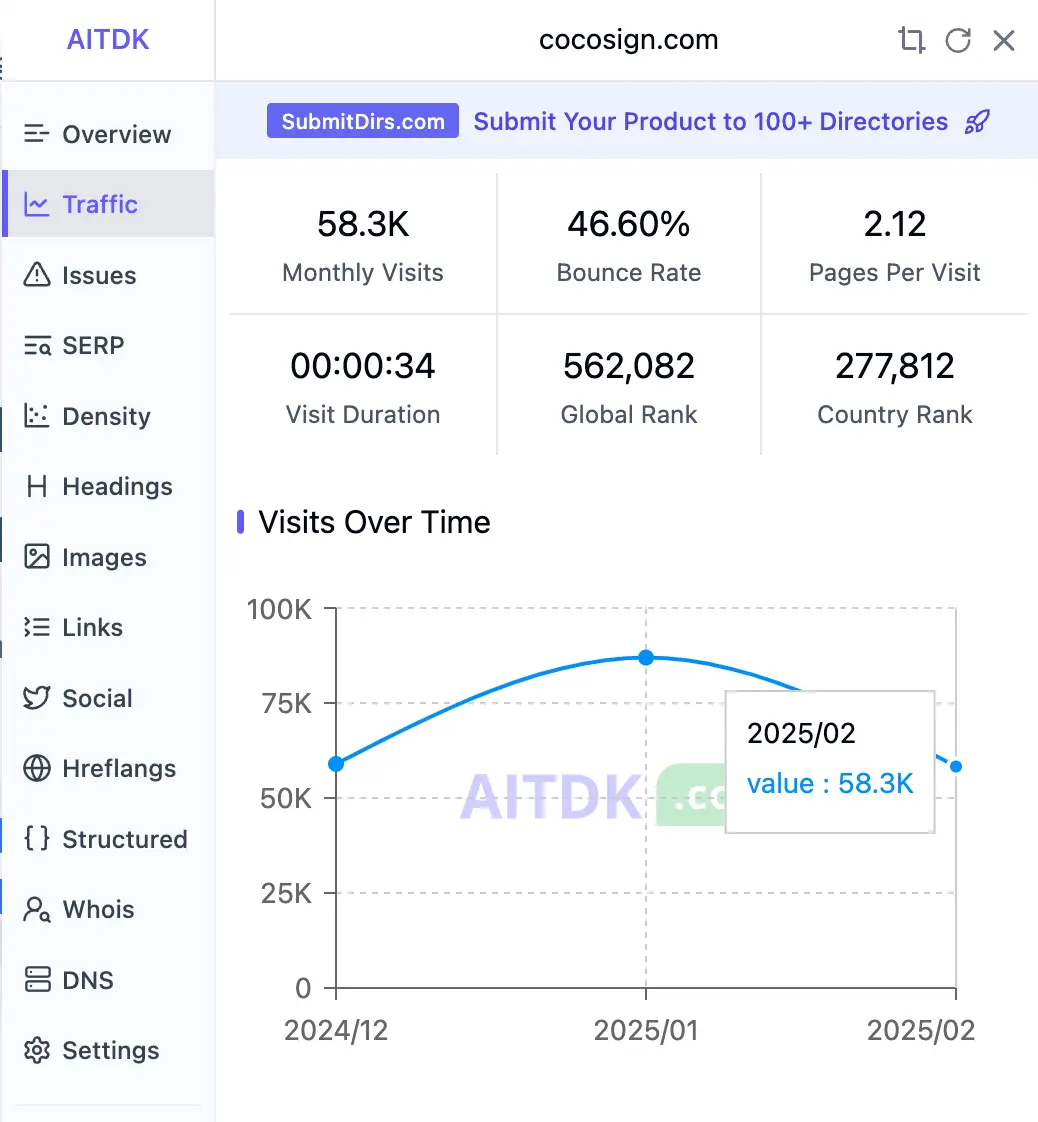 AITDK
cocosign.com
SubmitDirs.com Submit Your Product to 100+ Directories
Overview
Traffic
Issues
SERP
Density
Headings
Images
Links
Social
Hreflangs
Structured
Whois
DNS
Settings
58.3K
Monthly Visits
46.60%
Bounce Rate
2.12
Pages Per Visit
00:00:34
Visit Duration
562,082
Global Rank
277,812
Country Rank
Visits Over Time
100K
75K
50K
25K
0
2024/12
2025/01
2025/02
2025/02
value : 58.3K
AITDK